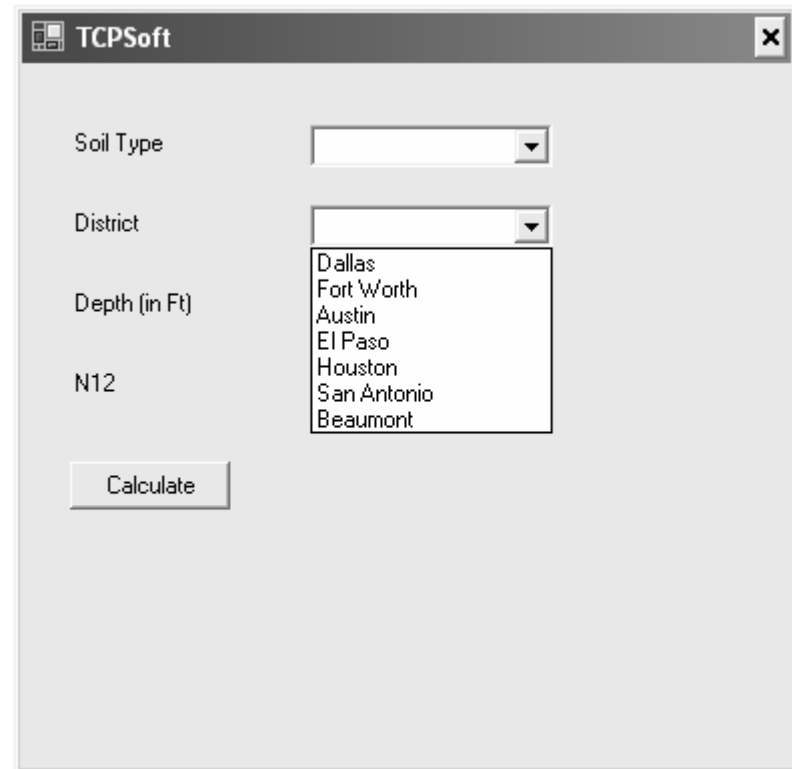 TCPSoft
Soil Type
District
Dallas
Fort Worth
Austin
El Paso
Houston
San Antonio
Beaumont
Depth (in Ft)
N12
Calculate